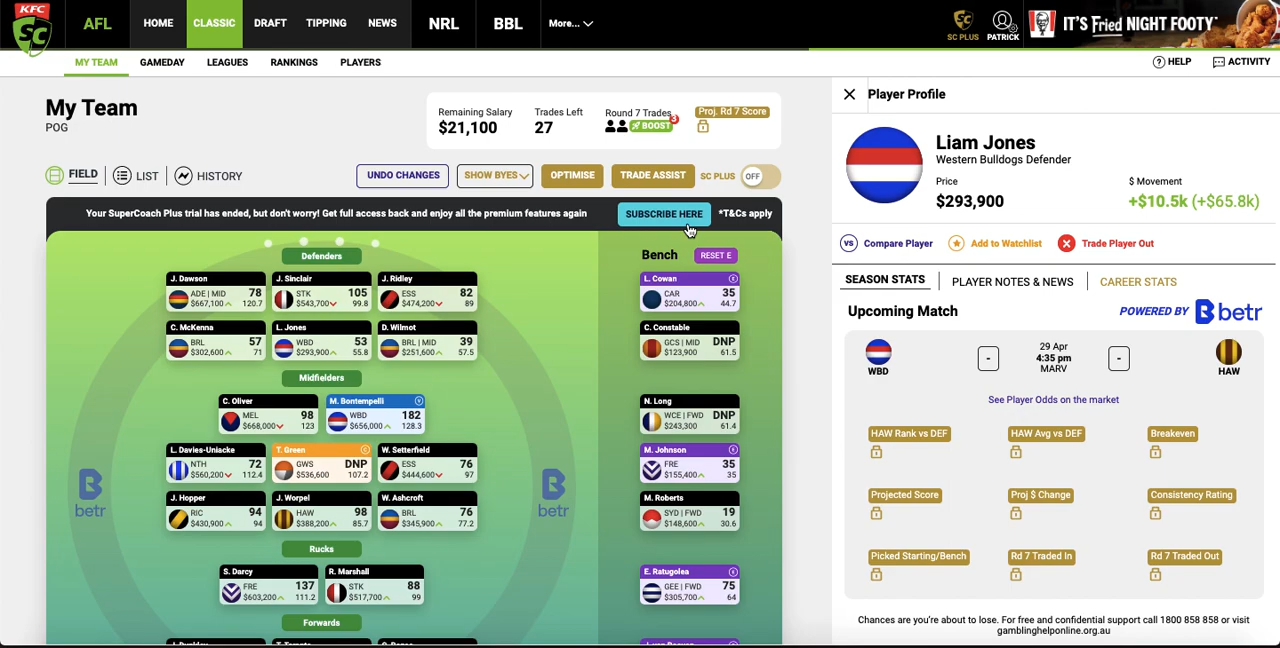 KFC
SC
AFL
HOME
CLASSIC
DRAFT
TIPPING
NEWS
NRL
BBL
More...
SC PLUS
PATRICK
IT'S Fried NIGHT FOOTY
MY TEAM
GAMEDAY
LEAGUES
RANKINGS
PLAYERS
HELP
ACTIVITY
My Team
POG
Remaining Salary
$21,100
Trades Left
27
Round 7 Trades
BOOST
3
Proj. Rd 7 Score
FIELD
LIST
HISTORY
UNDO CHANGES
SHOW BYES
OPTIMISE
TRADE ASSIST
SC PLUS
OFF
Your SuperCoach Plus trial has ended, but don't worry! Get full access back and enjoy all the premium features again
SUBSCRIBE HERE
*T&Cs apply
Defenders
Bench
RESET E
J. Dawson
ADE | MID 78
$667,100 120.7
J. Sinclair
STK 105
$543,700 99.8
J. Ridley
ESS 82
$474,200 89
L. Cowan
CAR 35
$204,800 44.7
C. McKenna
BRL 57
$302,600 71
L. Jones
WBD 53
$293,900 55.8
D. Wilmot
BRL | MID 39
$251,600 57.5
C. Constable
GCS | MID DNP
$123,900 61.5
Midfielders
C. Oliver
MEL 98
$668,000 123
M. Bontempelli
WBD 182
$656,000 128.3
N. Long
WCE | FWD DNP
$243,300 61.4
L. Davies-Uniacke
NTH 72
$560,200 112.4
T. Green
GWS DNP
$536,600 107.2
W. Setterfield
ESS 76
$444,600 97
M. Johnson
FRE 35
$155,400 35
J. Hopper
RIC 94
$430,900 94
J. Worpel
HAW 98
$388,200 85.7
W. Ashcroft
BRL 76
$345,900 77.2
M. Roberts
SYD | FWD 19
$148,600 30.6
betr
betr
Rucks
S. Darcy
FRE 137
$603,200 111.2
R. Marshall
STK 88
$517,700 99
E. Ratugolea
GEE | FWD 75
$305,700 64
Forwards
Player Profile
Liam Jones
Western Bulldogs Defender
Price
$293,900
$ Movement
+$10.5k (+$65.8k)
VS
Compare Player
Add to Watchlist
Trade Player Out
SEASON STATS
PLAYER NOTES & NEWS
CAREER STATS
Upcoming Match
POWERED BY betr
WBD
-
29 Apr
4:35 pm
MARV
-
HAW
See Player Odds on the market
HAW Rank vs DEF
HAW Avg vs DEF
Breakeven
Projected Score
Proj $ Change
Consistency Rating
Picked Starting/Bench
Rd 7 Traded In
Rd 7 Traded Out
Chances are you're about to lose. For free and confidential support call 1800 858 858 or visit
gamblinghelponline.org.au